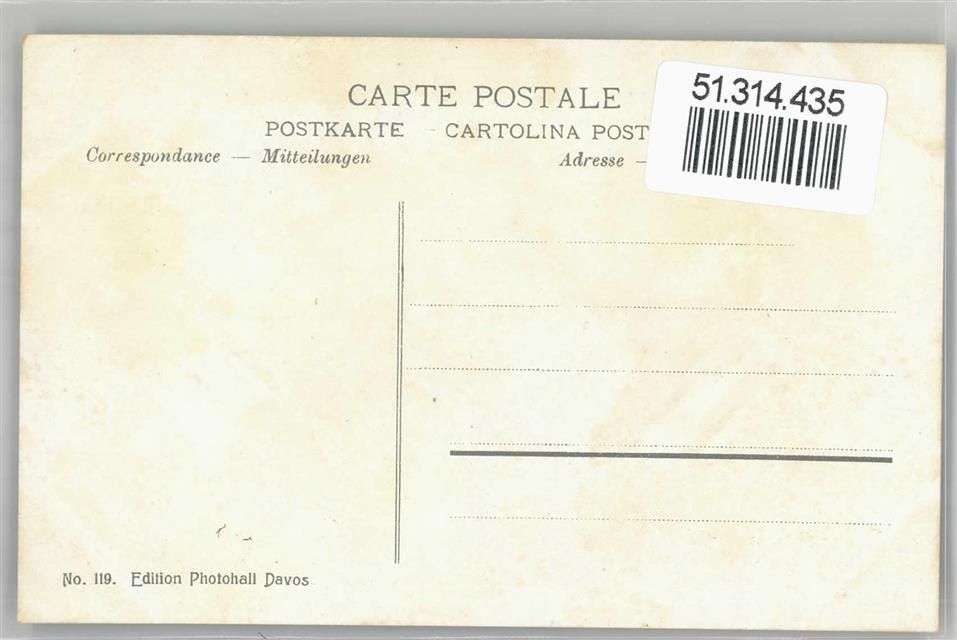 CARTE POSTALE
POSTKARTE - CARTOLINA POST
Correspondance — Mitteilungen
Adresse —
51.314.435
No. 119. Edition Photohall Davos